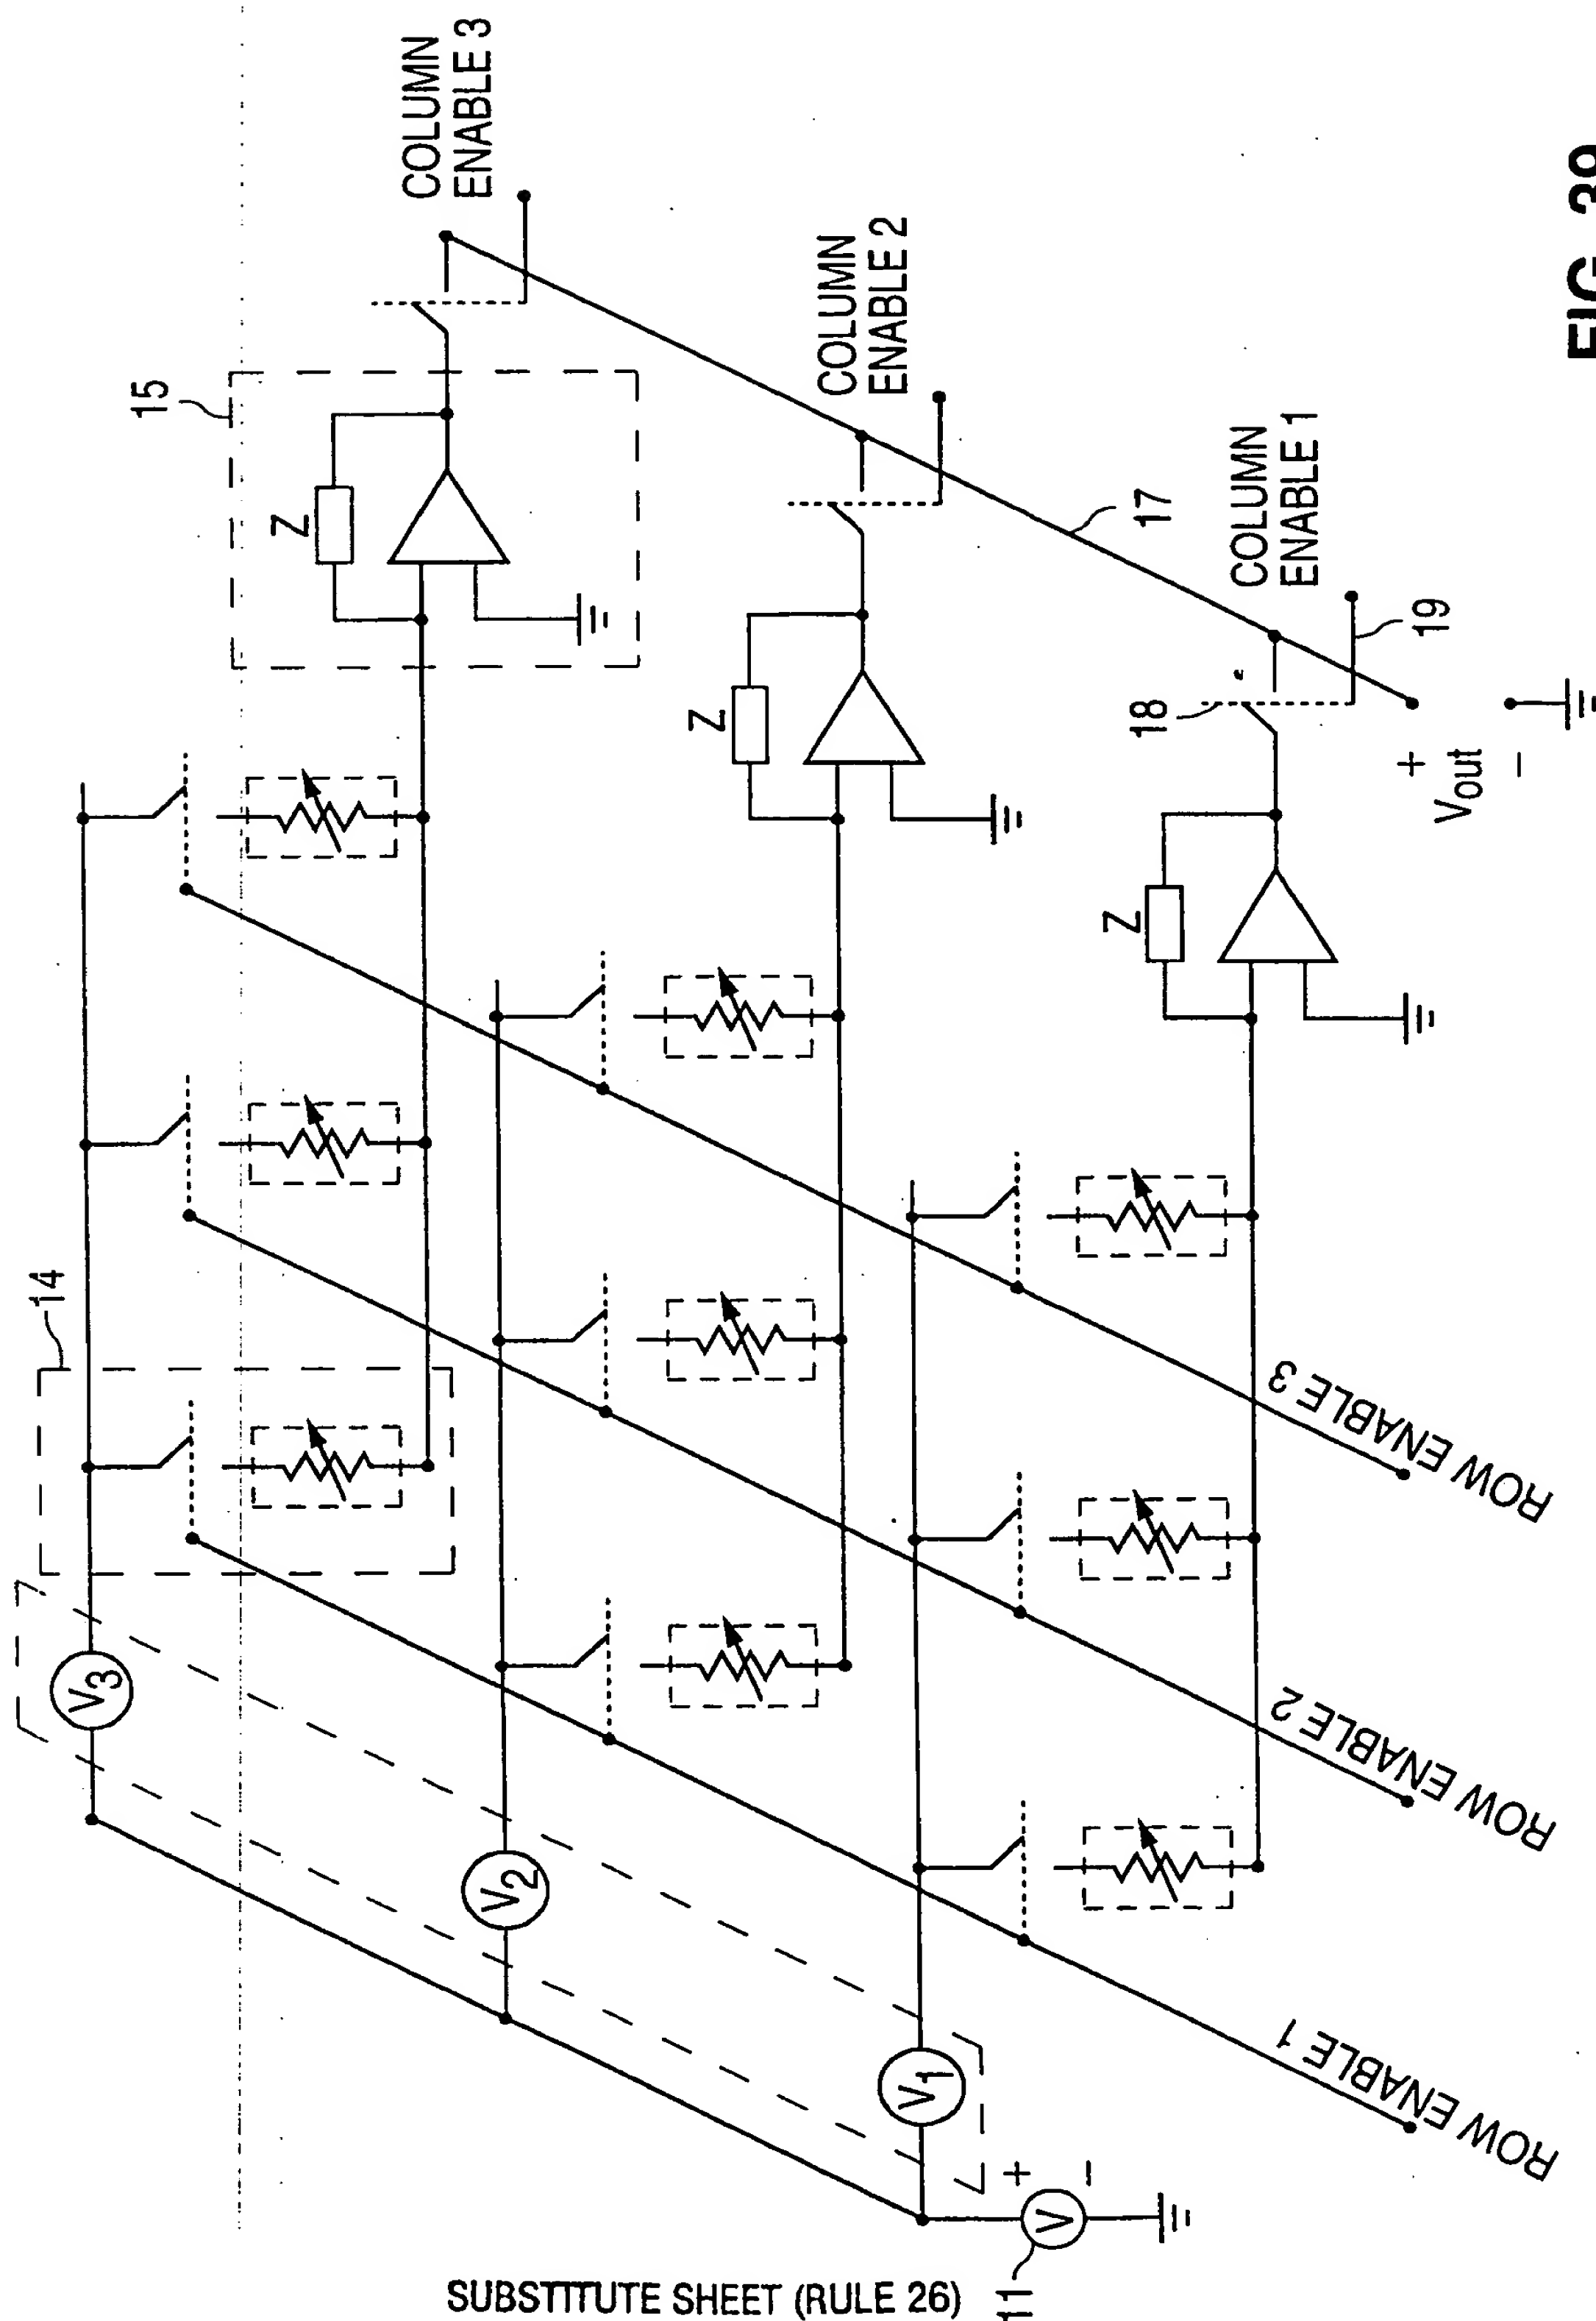 COLUMN
ENABLE 3
15
Z
COLUMN
ENABLE 2
17
Z
COLUMN
ENABLE 1
19
18
+
Vout
−
Z
14
V3
V2
V1
ROW ENABLE 3
ROW ENABLE 2
ROW ENABLE 1
+
V
−
11
SUBSTITUTE SHEET (RULE 26)